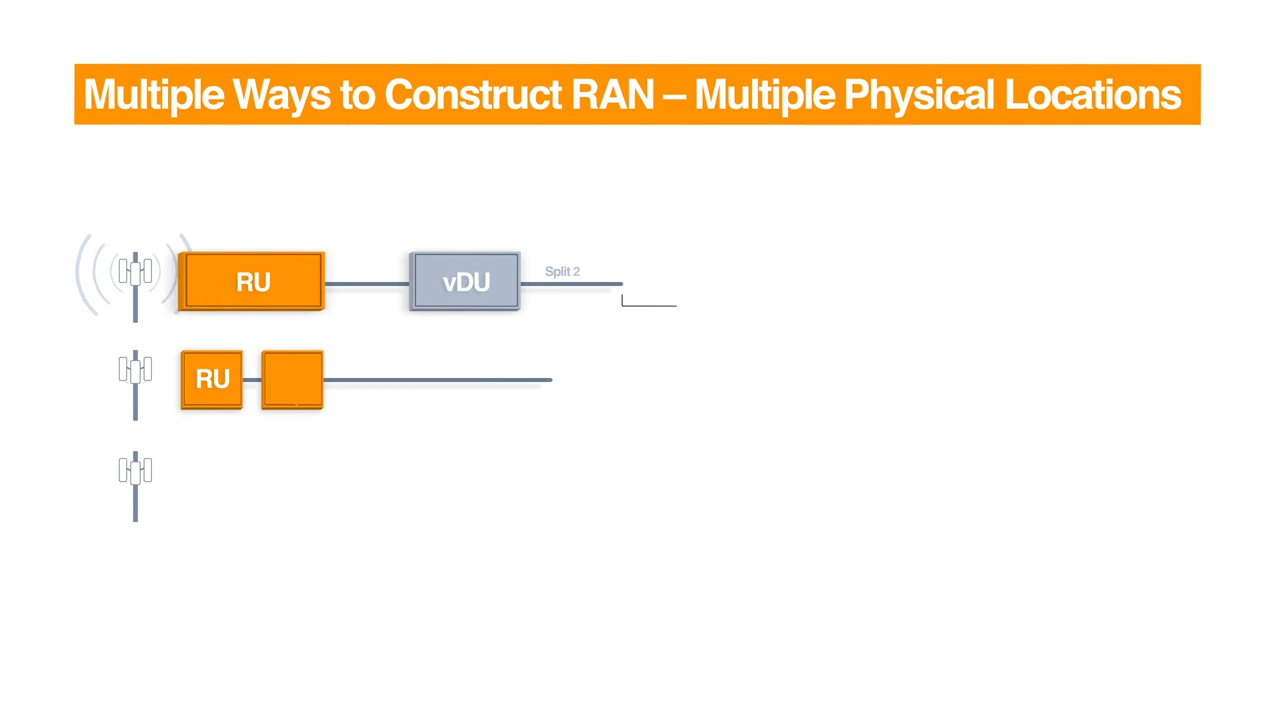 Multiple Ways to Construct RAN – Multiple Physical Locations
RU
vDU
Split 2
RU